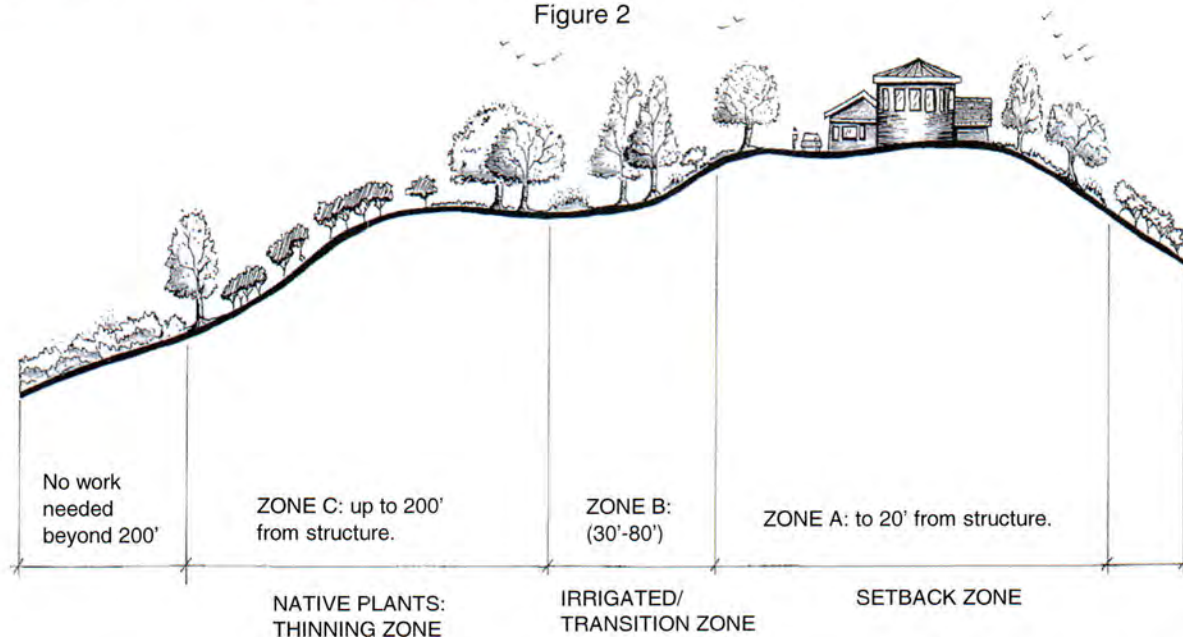 Figure 2
No work
needed
beyond 200’
ZONE C: up to 200’
from structure.
ZONE B:
(30’-80’)
ZONE A: to 20’ from structure.
NATIVE PLANTS:
THINNING ZONE
IRRIGATED/
TRANSITION ZONE
SETBACK ZONE